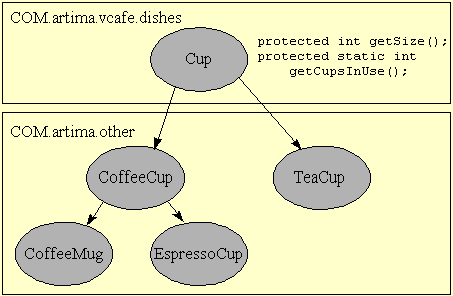 COM.artima.vcafe.dishes
Cup
protected int getSize();
protected static int
getCupsInUse();
COM.artima.other
CoffeeCup
TeaCup
CoffeeMug
EspressoCup